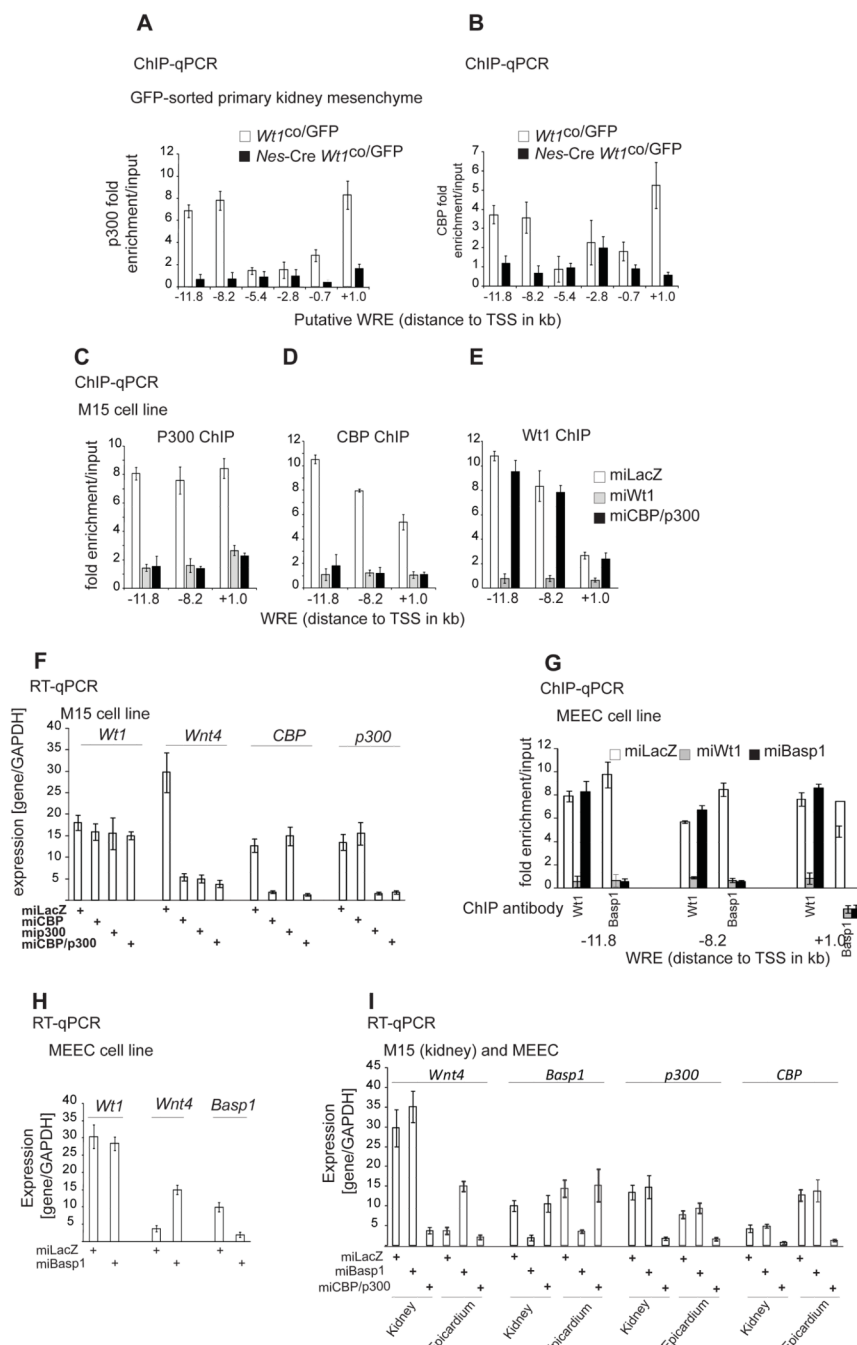 A
ChIP-qPCR
GFP-sorted primary kidney mesenchyme
Wt1co/GFP
Nes-Cre Wt1co/GFP
p300 fold
enrichment/input
12
10
8
6
4
2
0
-11.8 -8.2 -5.4 -2.8 -0.7 +1.0
B
ChIP-qPCR
Wt1co/GFP
Nes-Cre Wt1co/GFP
CBP fold
enrichment/input
7
6
5
4
3
2
1
0
-11.8 -8.2 -5.4 -2.8 -0.7 +1.0
Putative WRE (distance to TSS in kb)
C
ChIP-qPCR
M15 cell line
P300 ChIP
fold enrichment/input
10
8
6
4
2
0
-11.8 -8.2 +1.0
D
CBP ChIP
12
10
8
6
4
2
0
-11.8 -8.2 +1.0
E
Wt1 ChIP
12
10
8
6
4
2
0
-11.8 -8.2 +1.0
miLacZ
miWt1
miCBP/p300
WRE (distance to TSS in kb)
F
RT-qPCR
M15 cell line
Wt1 Wnt4 CBP p300
expression [gene/GAPDH]
40
35
30
25
20
15
10
5
miLacZ + + + +
miCBP + + + +
mip300 + + + +
miCBP/p300 + + + +
G
ChIP-qPCR
MEEC cell line
miLacZ miWt1 miBasp1
fold enrichment/input
12
10
8
6
4
2
0
ChIP antibody
Wt1 Basp1 Wt1 Basp1 Wt1 Basp1
-11.8 -8.2 +1.0
WRE (distance to TSS in kb)
H
RT-qPCR
MEEC cell line
Wt1 Wnt4 Basp1
Expression
[gene/GAPDH]
40
35
30
25
20
15
10
5
miLacZ + + +
miBasp1 + + +
I
RT-qPCR
M15 (kidney) and MEEC
Wnt4 Basp1 p300 CBP
Expression
[gene/GAPDH]
45
40
35
30
25
20
15
10
5
miLacZ + + + + + + + +
miBasp1 + + + + + + + +
miCBP/p300 + + + + + + + +
Kidney Epicardium Kidney Epicardium Kidney Epicardium Kidney Epicardium